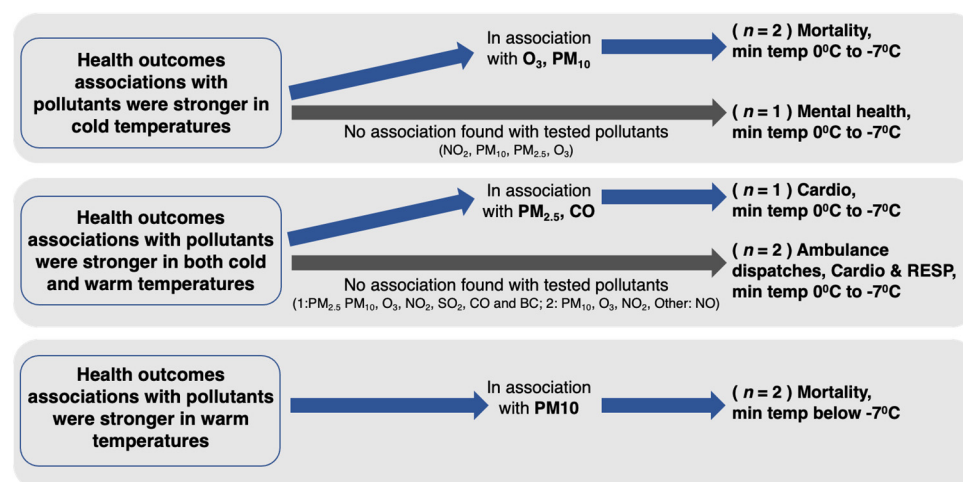 Health outcomes
associations with
pollutants were stronger in
cold temperatures
In association
with O₃, PM₁₀
( n = 2 ) Mortality,
min temp 0⁰C to -7⁰C
No association found with tested pollutants
(NO₂, PM₁₀, PM₂.₅, O₃)
( n = 1 ) Mental health,
min temp 0⁰C to -7⁰C
Health outcomes
associations with pollutants
were stronger in both cold
and warm temperatures
In association
with PM₂.₅, CO
( n = 1 ) Cardio,
min temp 0⁰C to -7⁰C
No association found with tested pollutants
(1:PM₂.₅ PM₁₀, O₃, NO₂, SO₂, CO and BC; 2: PM₁₀, O₃, NO₂, Other: NO)
( n = 2 ) Ambulance
dispatches, Cardio & RESP,
min temp 0⁰C to -7⁰C
Health outcomes
associations with pollutants
were stronger in warm
temperatures
In association
with PM10
( n = 2 ) Mortality,
min temp below -7⁰C